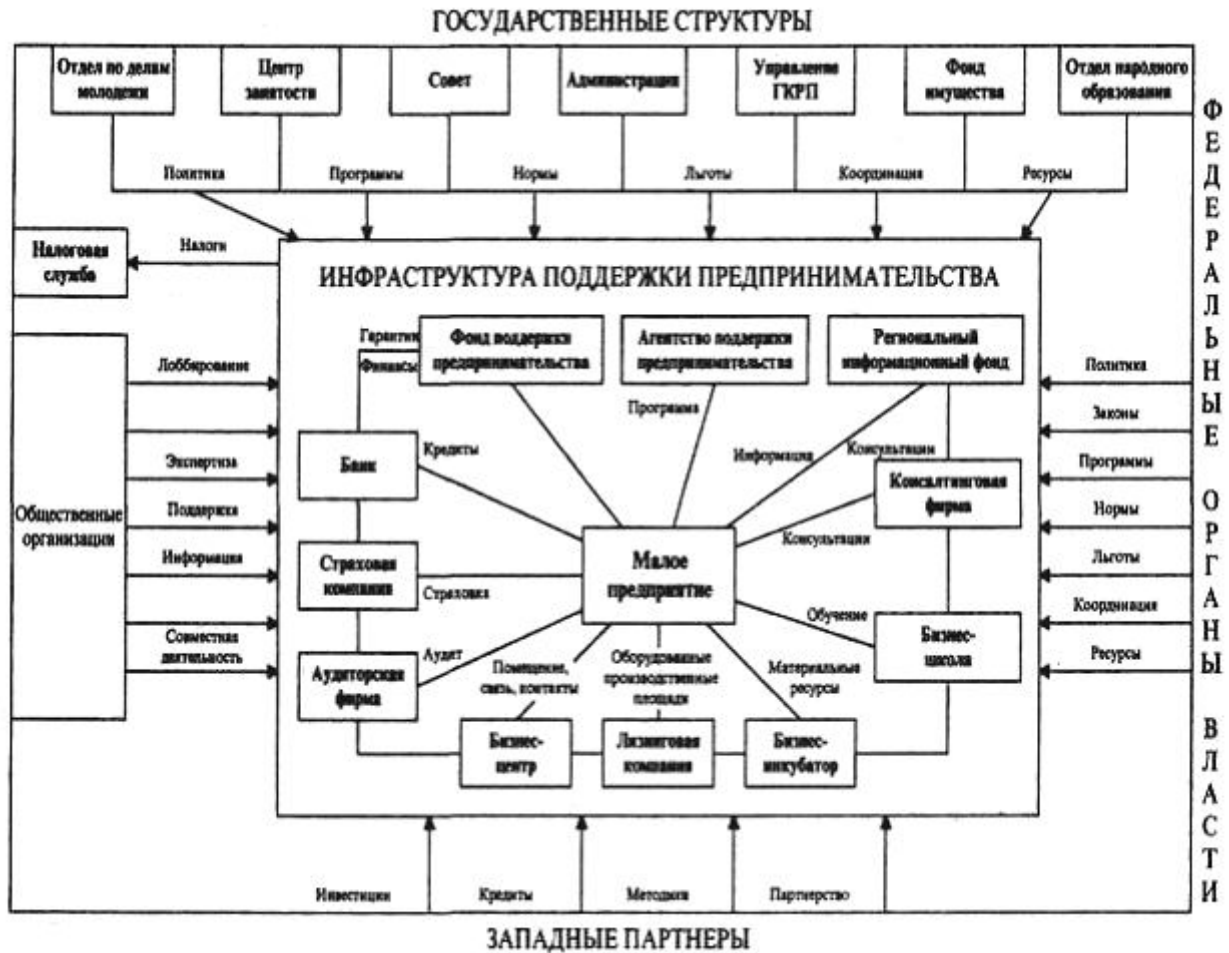 ГОСУДАРСТВЕННЫЕ СТРУКТУРЫ
Отдел по делам
молодежи
Центр
занятости
Совет
Администрация
Управление
ГКРП
Фонд
имущества
Отдел народного
образования
Политика
Программы
Нормы
Льготы
Координация
Ресурсы
Налоговая
служба
Налоги
ИНФРАСТРУКТУРА ПОДДЕРЖКИ ПРЕДПРИНИМАТЕЛЬСТВА
Гарантии
Финансы
Фонд поддержки
предпринимательства
Агентство поддержки
предпринимательства
Региональный
информационный фонд
Общественные
организации
Лоббирование
Экспертиза
Поддержка
Информация
Совместная
деятельность
Банк
Кредиты
Программа
Информация
Консультации
Консалтинговая
фирма
Консультации
Страховая
компания
Страховка
Малое
предприятие
Обучение
Бизнес-
школа
Аудиторская
фирма
Аудит
Помещение,
связь, контакты
Оборудованные
производственные
площади
Материальные
ресурсы
Бизнес-
центр
Лизинговая
компания
Бизнес-
инкубатор
Политика
Законы
Программы
Нормы
Льготы
Координация
Ресурсы
ФЕДЕРАЛЬНЫЕ ОРГАНЫ ВЛАСТИ
Инвестиции
Кредиты
Методики
Партнерство
ЗАПАДНЫЕ ПАРТНЕРЫ